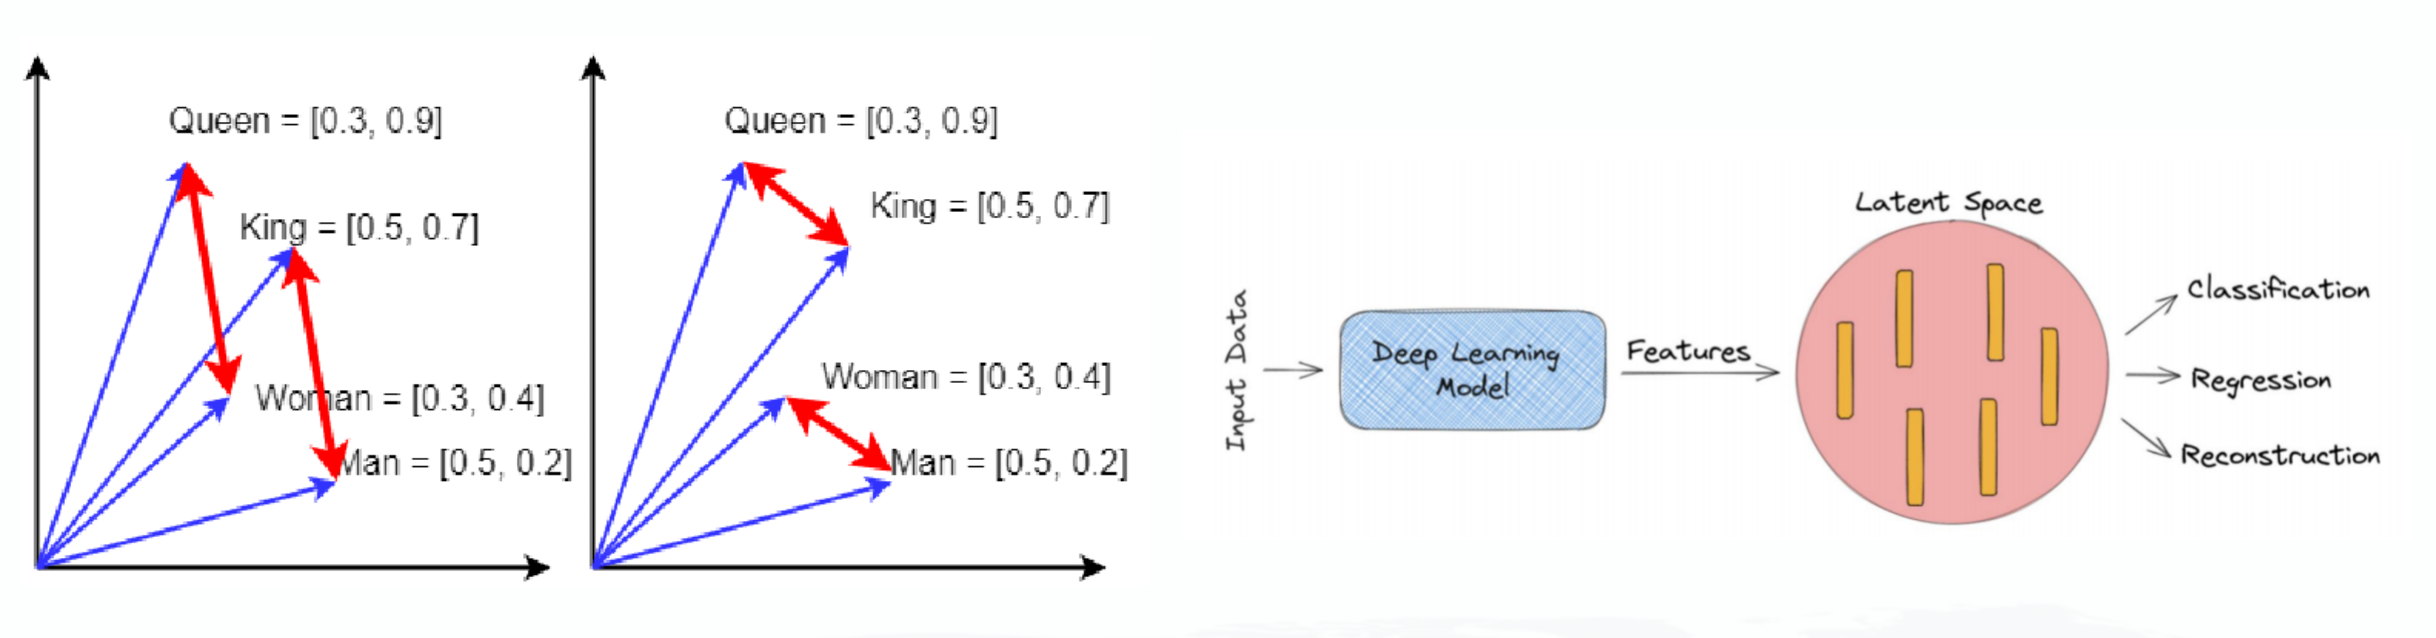 Queen = [0.3, 0.9]
King = [0.5, 0.7]
Woman = [0.3, 0.4]
Man = [0.5, 0.2]
Queen = [0.3, 0.9]
King = [0.5, 0.7]
Woman = [0.3, 0.4]
Man = [0.5, 0.2]
Input Data
Deep Learning
Model
Features
Latent Space
Classification
Regression
Reconstruction